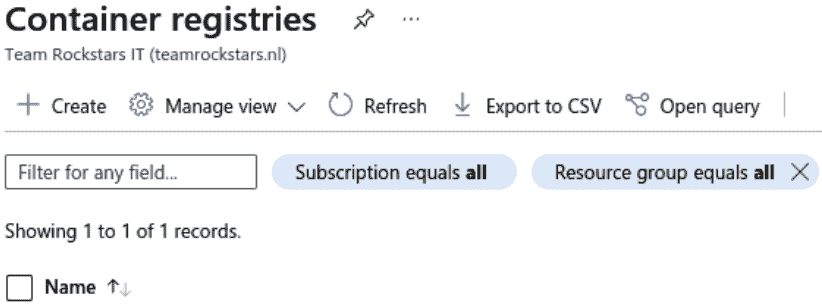 Container registries
Team Rockstars IT (teamrockstars.nl)
Create Manage view Refresh Export to CSV Open query
Filter for any field... Subscription equals all Resource group equals all
Showing 1 to 1 of 1 records.
Name